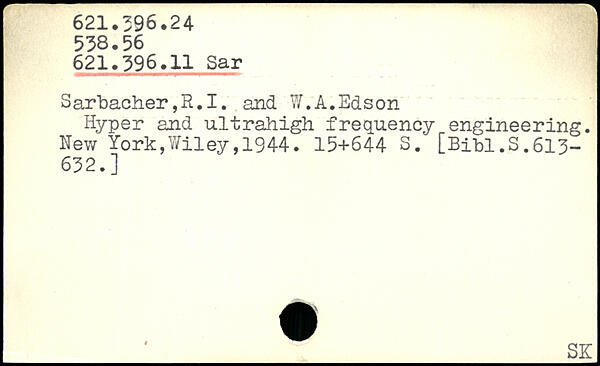 621.396.24
538.56
621.396.11 Sar
Sarbacher,R.I. and W.A.Edson
Hyper and ultrahigh frequency engineering.
New York,Wiley,1944. 15+644 S. [Bibl.S.613-
632.]
SK